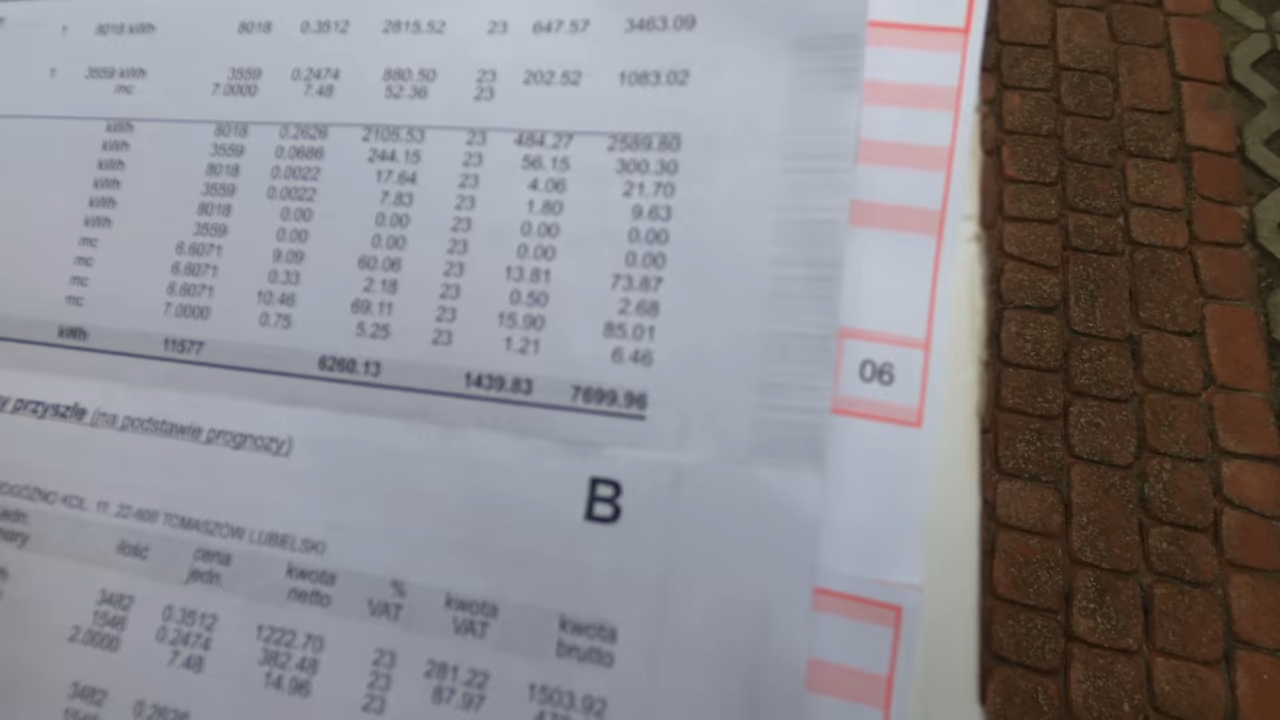 1 8018 kWh 8018 0.3512 2815.52 23 647.57 3463.09
1 3559 kWh 3559 0.2474 880.50 23 202.52 1083.02
mc 7.0000 7.48 52.36 23
kWh 8018 0.2626 2105.53 23 484.27 2589.80
kWh 3559 0.0686 244.15 23 56.15 300.30
kWh 8018 0.0022 17.64 23 4.06 21.70
kWh 3559 0.0022 7.83 23 1.80 9.63
kWh 8018 0.00 0.00 23 0.00 0.00
kWh 3559 0.00 0.00 23 0.00 0.00
mc 6.6071 9.09 60.06 23 13.81 73.87
mc 6.6071 0.33 2.18 23 0.50 2.68
mc 6.6071 10.46 69.11 23 15.90 85.01
mc 7.0000 0.75 5.25 23 1.21 6.46
kWh 11577 6260.13 1439.83 7699.96
06
y przyszłe (na podstawie prognozy)
B
KOL. 11, 22-600 TOMASZÓW LUBELSKI
jedn. ilość cena jedn. kwota netto % VAT kwota VAT kwota brutto
3482 0.3512 1222.70 23 281.22 1503.92
1546 0.2474 382.48 23 87.97
2.0000 7.48 14.96 23
3482 0.2626